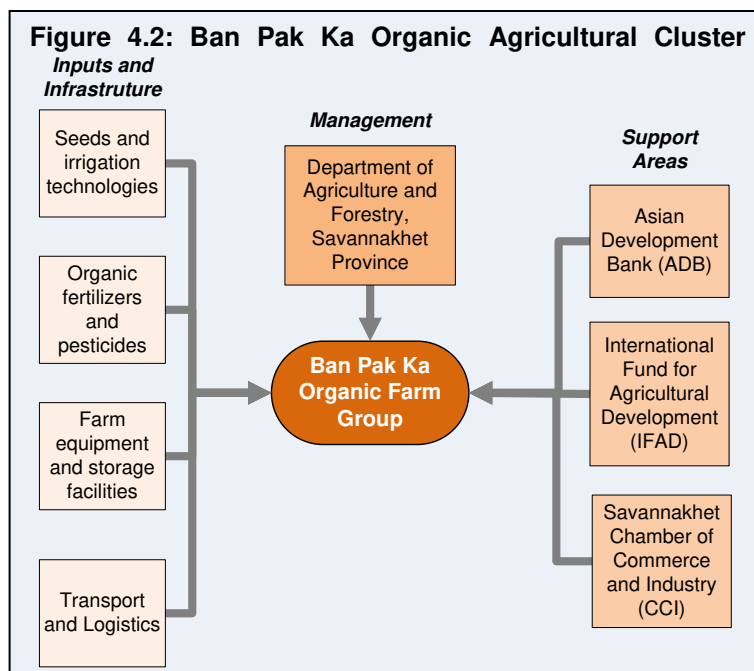 Figure 4.2: Ban Pak Ka Organic Agricultural Cluster
Inputs and
Infrastruture
Seeds and
irrigation
technologies
Organic
fertilizers
and
pesticides
Farm
equipment
and storage
facilities
Transport
and Logistics
Management
Department of
Agriculture and
Forestry,
Savannakhet
Province
Ban Pak Ka
Organic Farm
Group
Support
Areas
Asian
Development
Bank (ADB)
International
Fund for
Agricultural
Development
(IFAD)
Savannakhet
Chamber of
Commerce
and Industry
(CCI)